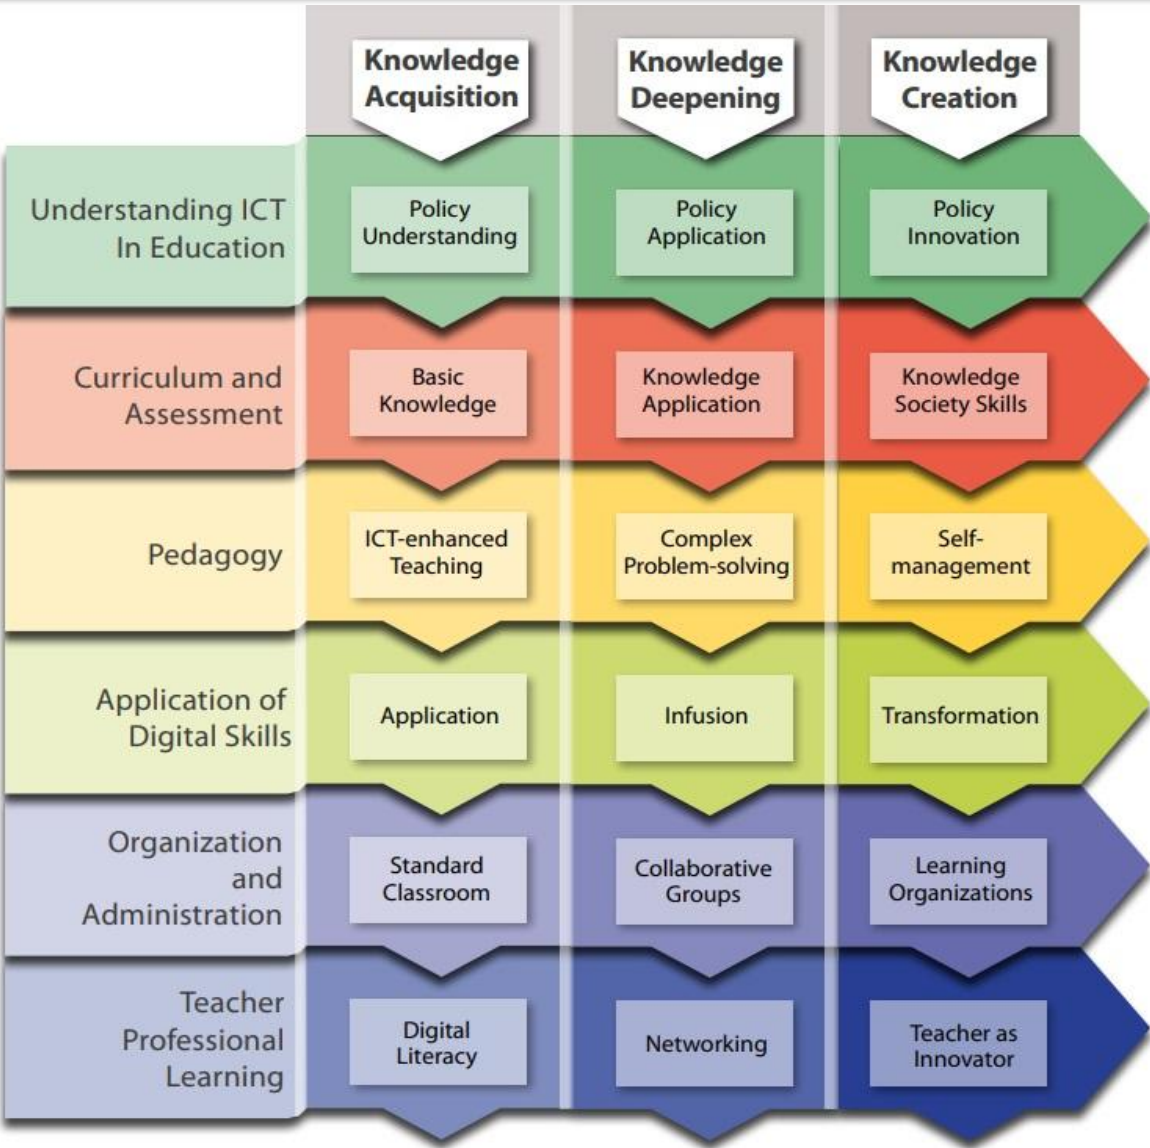 Knowledge
Acquisition
Knowledge
Deepening
Knowledge
Creation
Understanding ICT
In Education
Policy
Understanding
Policy
Application
Policy
Innovation
Curriculum and
Assessment
Basic
Knowledge
Knowledge
Application
Knowledge
Society Skills
Pedagogy
ICT-enhanced
Teaching
Complex
Problem-solving
Self-
management
Application of
Digital Skills
Application
Infusion
Transformation
Organization
and
Administration
Standard
Classroom
Collaborative
Groups
Learning
Organizations
Teacher
Professional
Learning
Digital
Literacy
Networking
Teacher as
Innovator